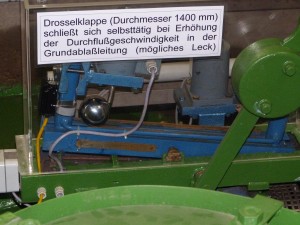 Drosselklappe (Durchmesser 1400 mm)
schließt sich selbsttätig bei Erhöhung
der Durchflußgeschwindigkeit in der
Grundablaßleitung (mögliches Leck)